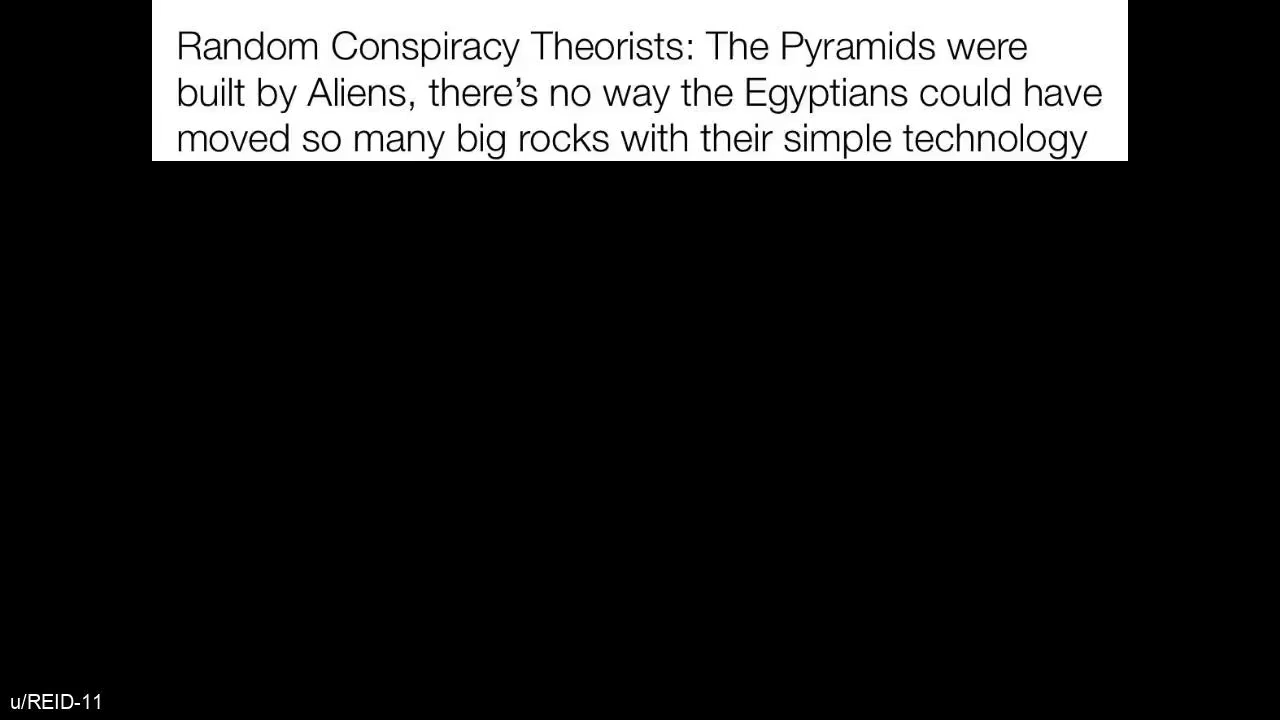 Random Conspiracy Theorists: The Pyramids were
built by Aliens, there’s no way the Egyptians could have
moved so many big rocks with their simple technology
u/REID-11